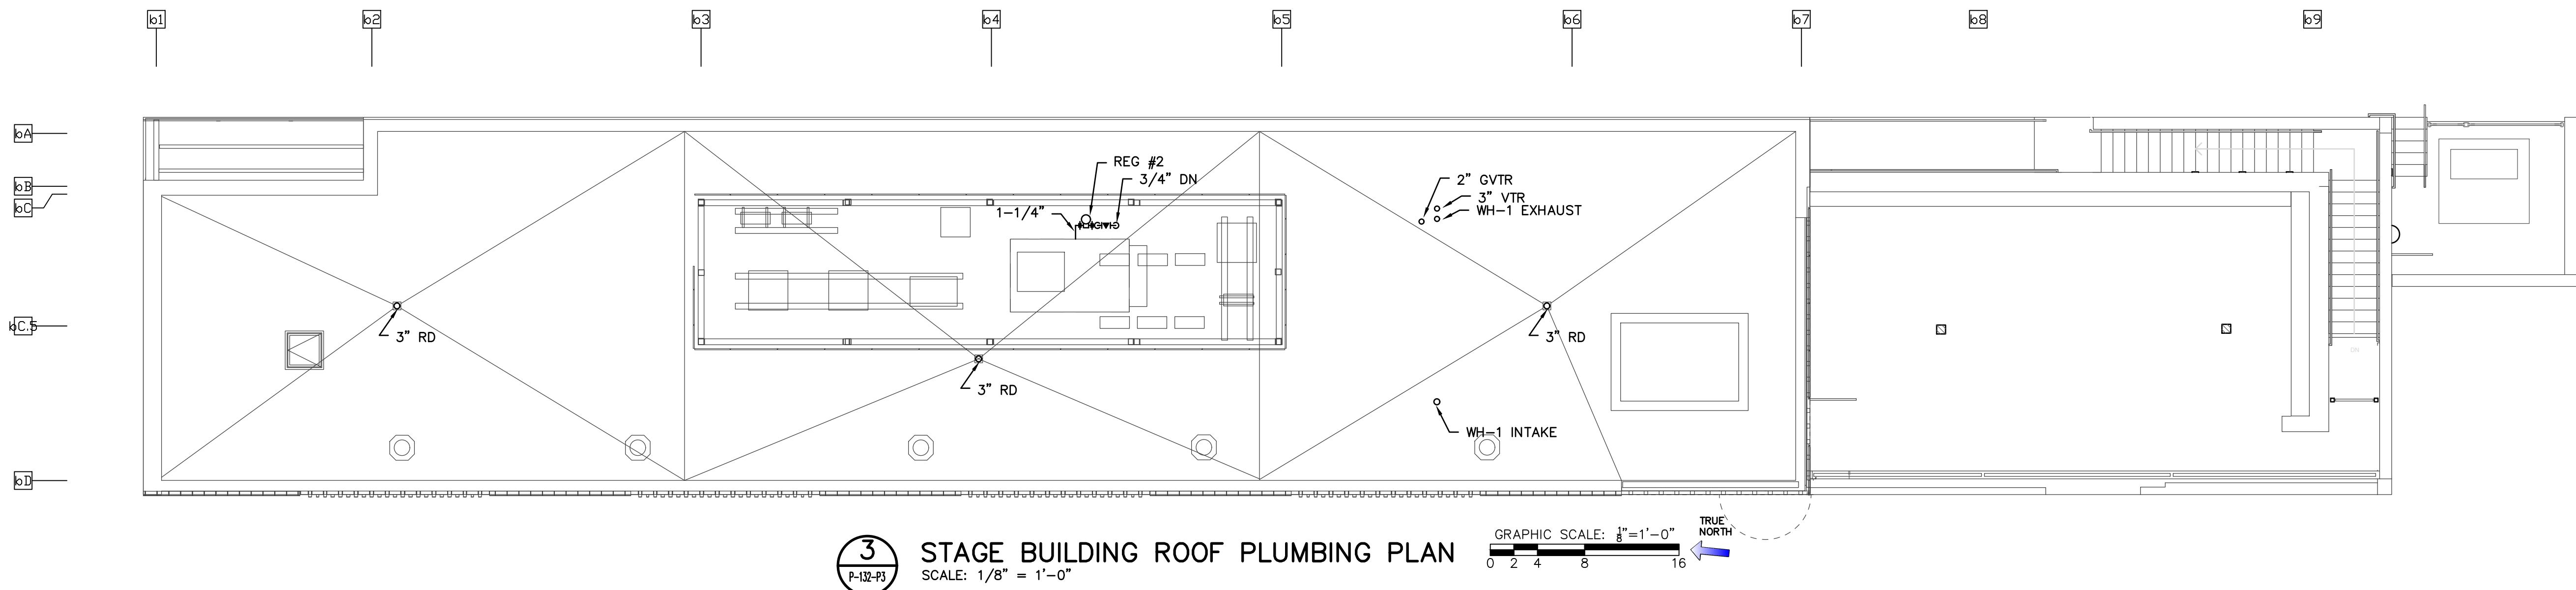 b1 b2 b3 b4 b5 b6 b7 b8 b9
bA
bB
bC
bC.5
bD
REG #2
3/4" DN
1-1/4"
2" GVTR
3" VTR
WH-1 EXHAUST
3" RD
3" RD
3" RD
WH-1 INTAKE
DN
3
P-132-P3
STAGE BUILDING ROOF PLUMBING PLAN
SCALE: 1/8" = 1'-0"
GRAPHIC SCALE: 1/8"=1'-0"
0 2 4 8 16
TRUE
NORTH